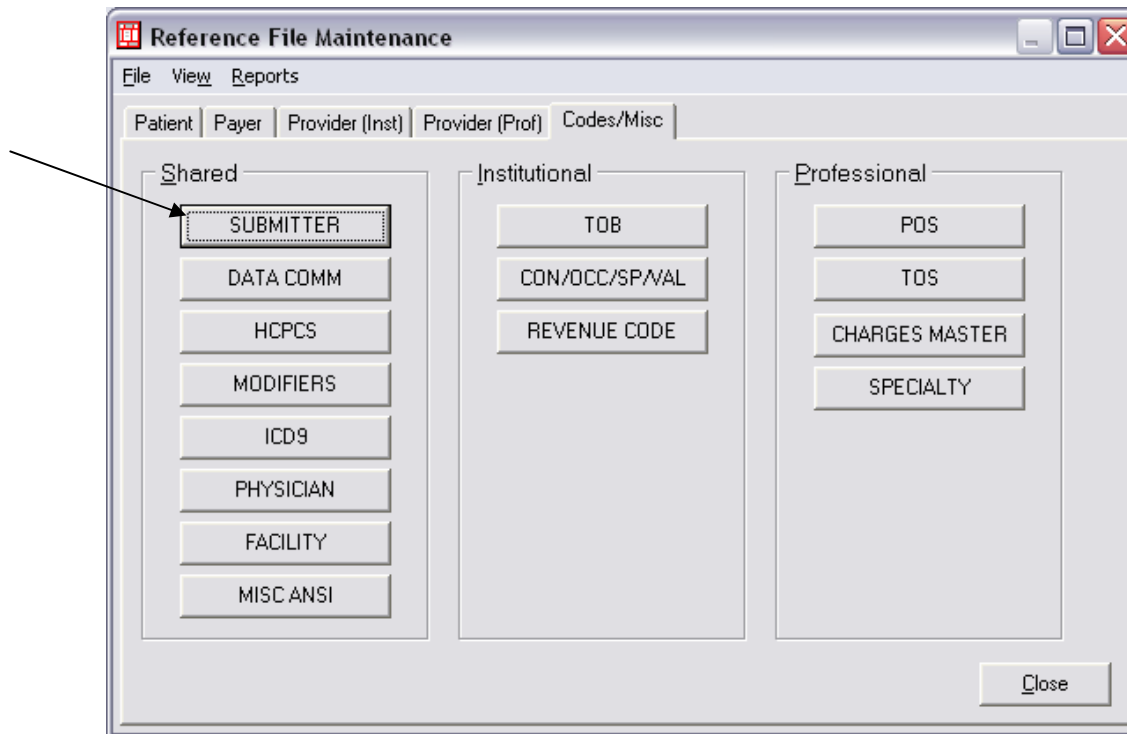 Reference File Maintenance
File View Reports
Patient Payer Provider (Inst) Provider (Prof) Codes/Misc
Shared
SUBMITTER
DATA COMM
HCPCS
MODIFIERS
ICD9
PHYSICIAN
FACILITY
MISC ANSI
Institutional
TOB
CON/OCC/SP/VAL
REVENUE CODE
Professional
POS
TOS
CHARGES MASTER
SPECIALTY
Close